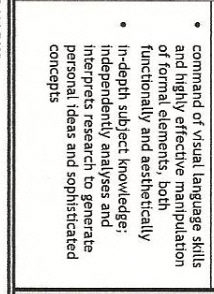 • command of visual language skills
and highly effective manipulation
of formal elements, both
functionally and aesthetically
• in-depth subject knowledge;
independently analyses and
interprets research to generate
personal ideas and sophisticated
concepts